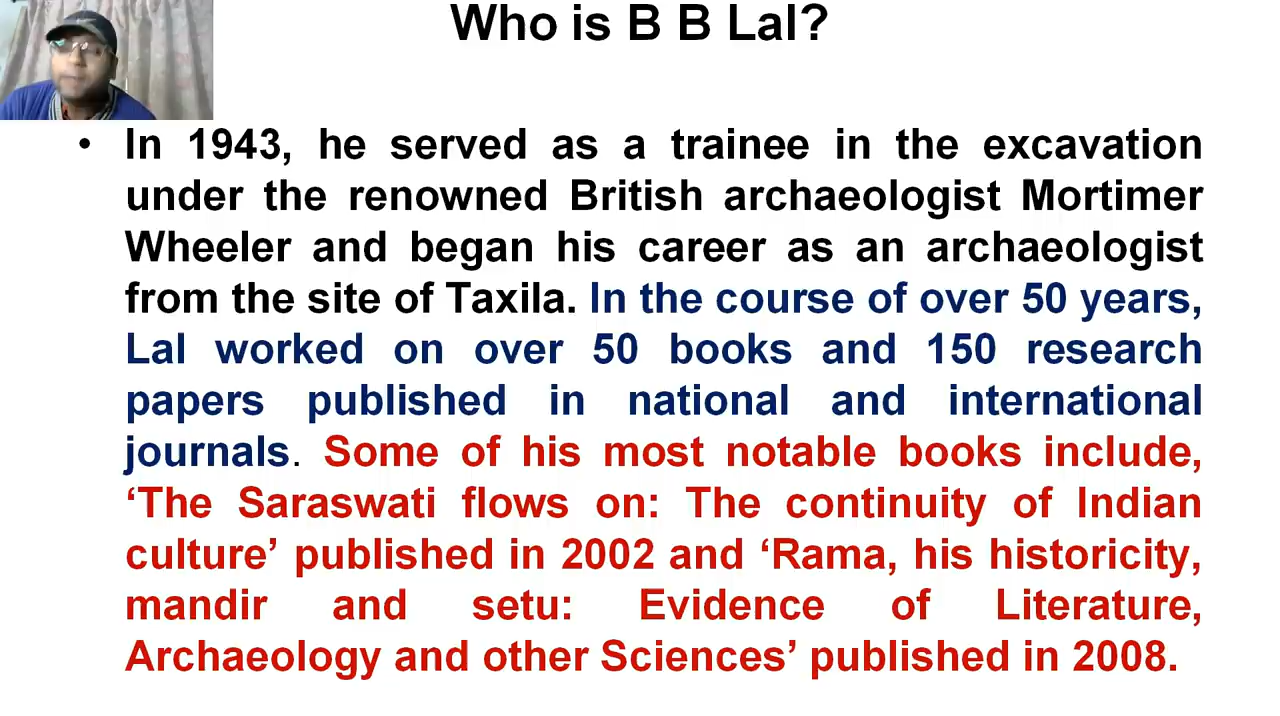 Who is B B Lal?
• In 1943, he served as a trainee in the excavation
under the renowned British archaeologist Mortimer
Wheeler and began his career as an archaeologist
from the site of Taxila. In the course of over 50 years,
Lal worked on over 50 books and 150 research
papers published in national and international
journals. Some of his most notable books include,
‘The Saraswati flows on: The continuity of Indian
culture’ published in 2002 and ‘Rama, his historicity,
mandir and setu: Evidence of Literature,
Archaeology and other Sciences’ published in 2008.